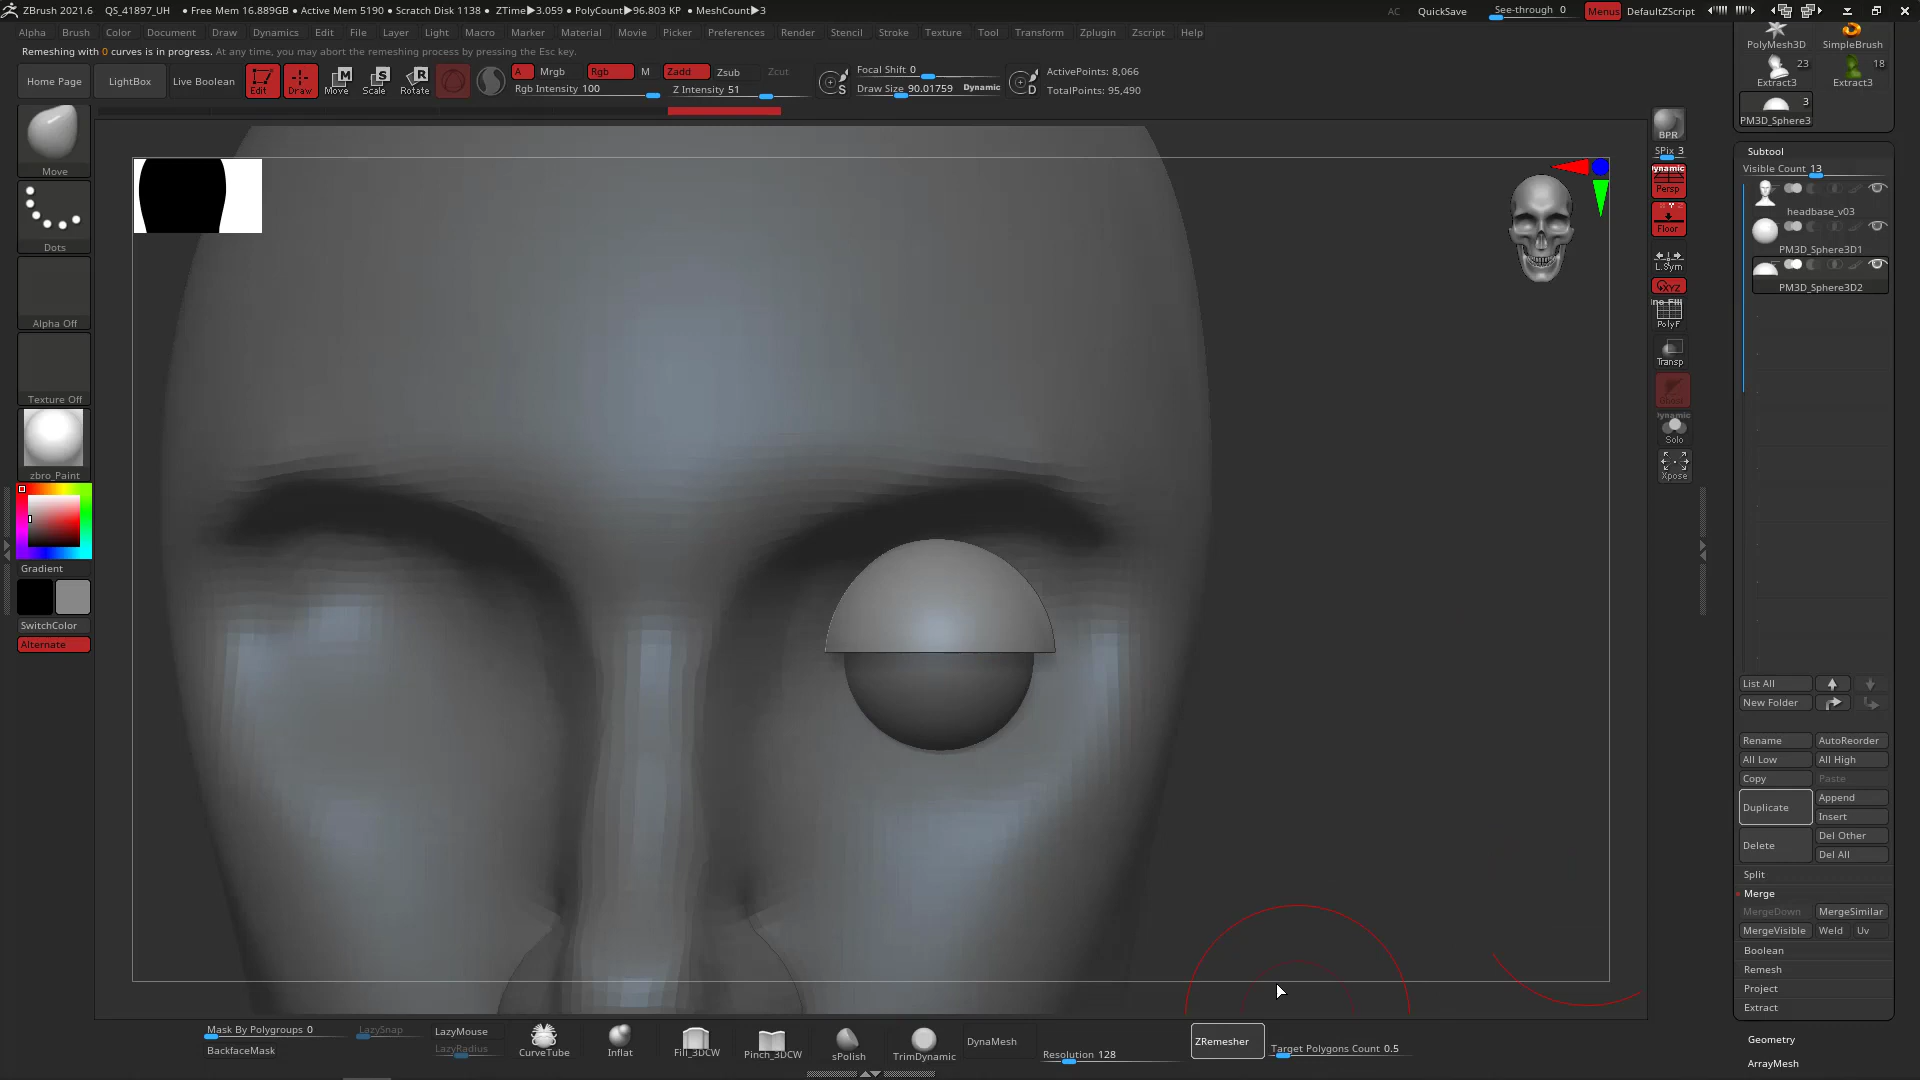 ZBrush 2021.6 QS_41897_UH • Free Mem 16.889GB • Active Mem 5190 • Scratch Disk 1138 • ZTime▶3.059 • PolyCount▶96.803 KP • MeshCount▶3 AC QuickSave See-through 0 Menus DefaultZScript
Alpha Brush Color Document Draw Dynamics Edit File Layer Light Macro Marker Material Movie Picker Preferences Render Stencil Stroke Texture Tool Transform Zplugin Zscript Help
Remeshing with 0 curves is in progress. At any time, you may abort the remeshing process by pressing the Esc key.
Home Page LightBox Live Boolean Edit Draw Move Scale Rotate
A Mrgb Rgb M Zadd Zsub Zcut
Rgb Intensity 100 Z Intensity 51
Focal Shift 0
Draw Size 90.01759 Dynamic
ActivePoints: 8,066
TotalPoints: 95,490
Move
Dots
Alpha Off
Texture Off
zbro_Paint
Gradient
SwitchColor
Alternate
BPR
SPix 3
Dynamic
Persp
Floor
L.Sym
XYZ
PolyF
Transp
Ghost
Dynamic
Solo
Xpose
PolyMesh3D SimpleBrush
23 18
Extract3 Extract3
3
PM3D_Sphere3
Subtool
Visible Count 13
headbase_v03
PM3D_Sphere3D1
PM3D_Sphere3D2
List All
New Folder
Rename AutoReorder
All Low All High
Copy Paste
Duplicate Append
Insert
Delete Del Other
Del All
Split
Merge
MergeDown MergeSimilar
MergeVisible Weld Uv
Boolean
Remesh
Project
Extract
Geometry
ArrayMesh
Mask By Polygroups 0 LazySnap LazyMouse
BackfaceMask LazyRadius
CurveTube Inflat Fill_3DCW Pinch_3DCW sPolish TrimDynamic DynaMesh Resolution 128 ZRemesher Target Polygons Count 0.5